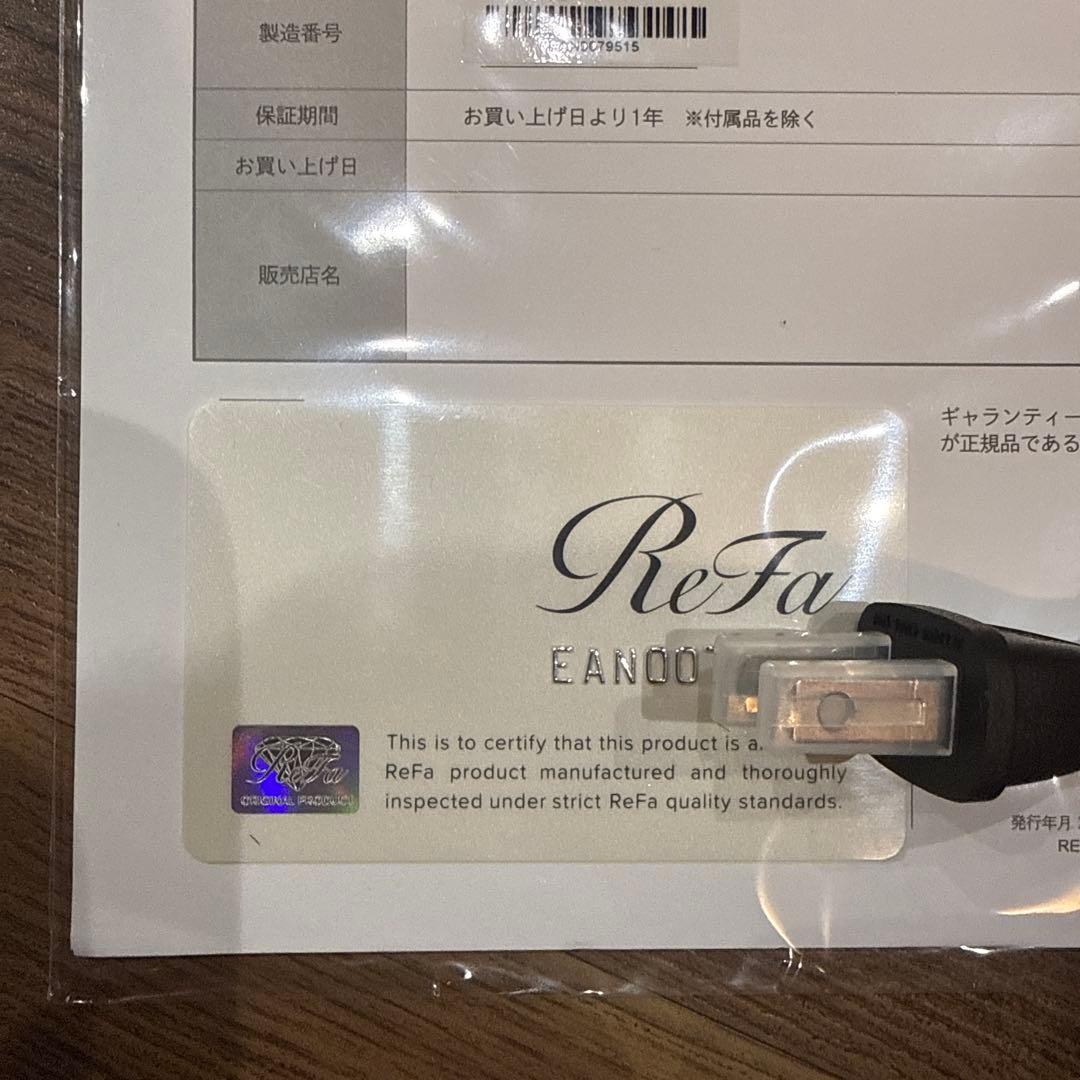 製造番号
保証期間
お買い上げ日より1年 ※付属品を除く
お買い上げ日
販売店名
ギャランティー
が正規品である
ReFa
EAN00
ReFa
ORIGINAL PRODUCT
This is to certify that this product is a
ReFa product manufactured and thoroughly
inspected under strict ReFa quality standards.
発行年月
RE